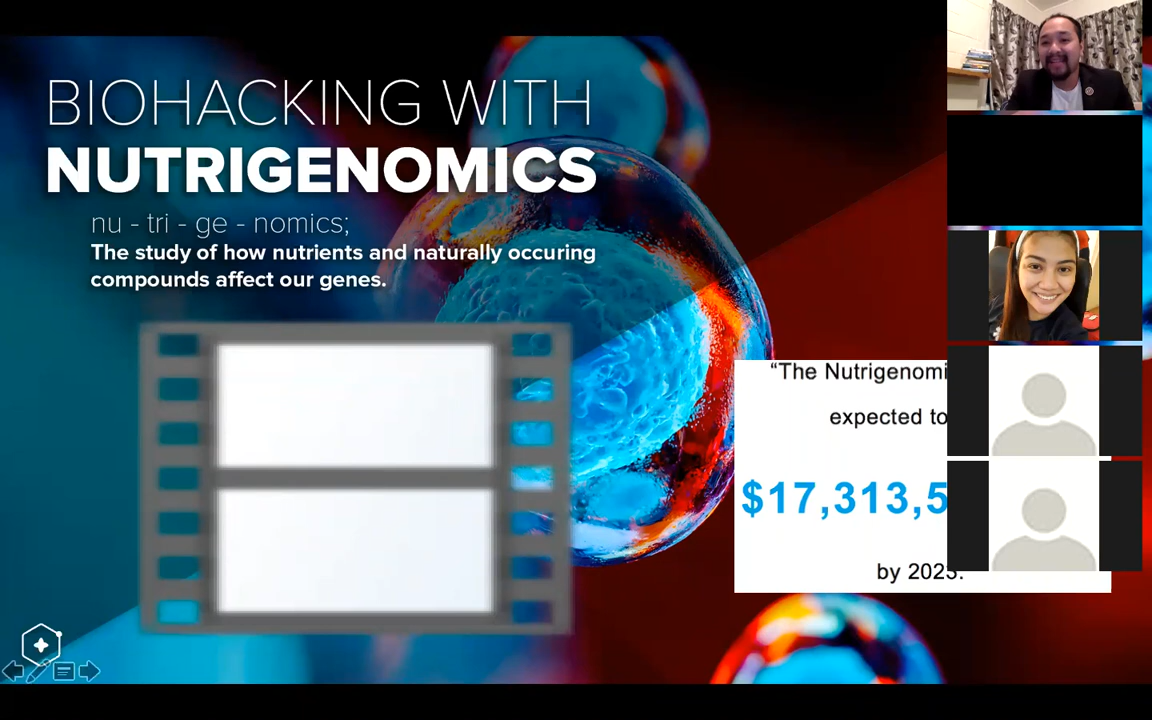 BIOHACKING WITH
NUTRIGENOMICS
nu - tri - ge - nomics;
The study of how nutrients and naturally occuring
compounds affect our genes.
“The Nutrigenomi
expected to
$17,313,5
by 2023.